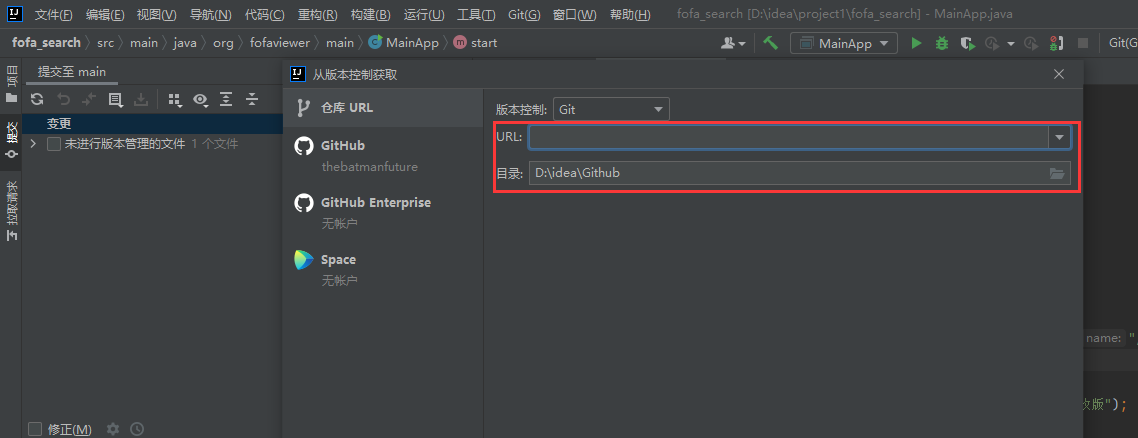 文件(F) 编辑(E) 视图(V) 导航(N) 代码(C) 重构(R) 构建(B) 运行(U) 工具(T) Git(G) 窗口(W) 帮助(H) fofa_search [D:\idea\project1\fofa_search] - MainApp.java
fofa_search src main java org fofaviewer main MainApp start MainApp Git(G
项目
提交至 main
从版本控制获取
仓库 URL
版本控制: Git
提交
变更
URL:
未进行版本管理的文件 1 个文件
GitHub
thebatmanfuture
目录: D:\idea\Github
拉取请求
GitHub Enterprise
无帐户
Space
无帐户
name: "
改版");
修正(M)